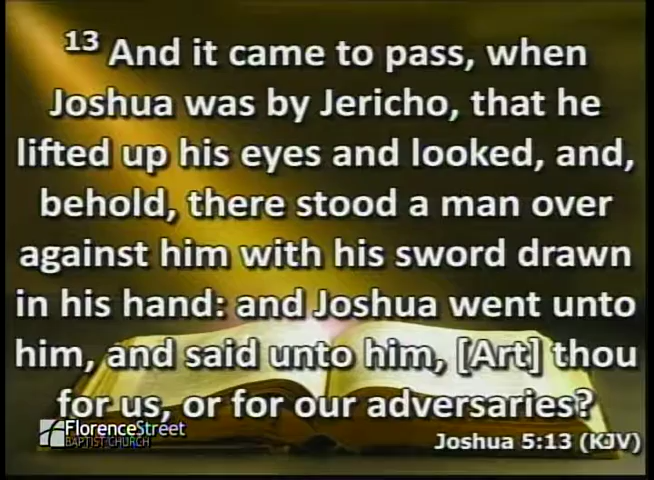 13 And it came to pass, when
Joshua was by Jericho, that he
lifted up his eyes and looked, and,
behold, there stood a man over
against him with his sword drawn
in his hand: and Joshua went unto
him, and said unto him, [Art] thou
for us, or for our adversaries?
FlorenceStreet
BAPTIST CHURCH
Joshua 5:13 (KJV)